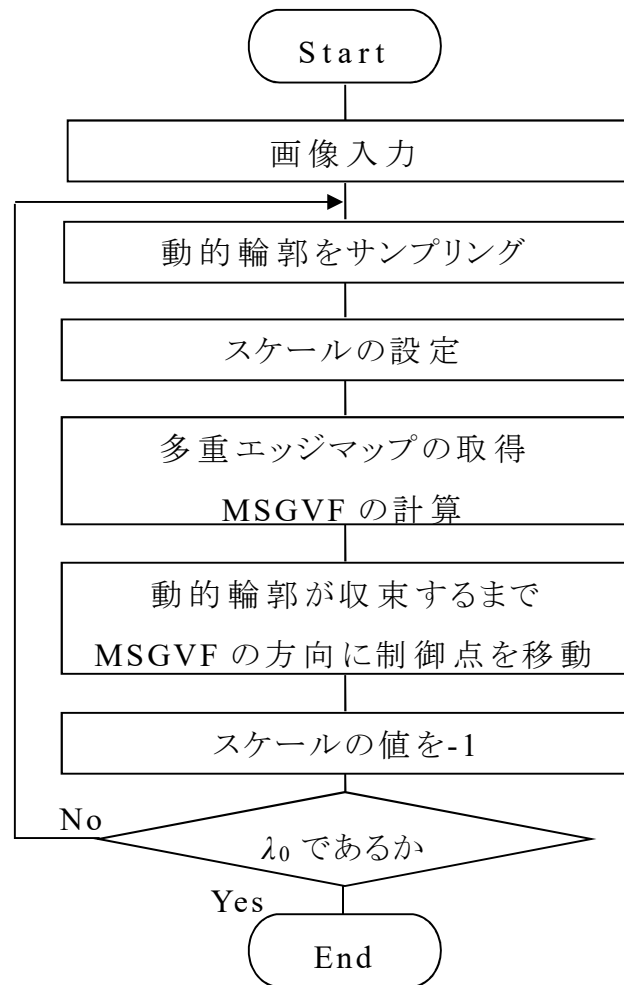 Start
画像入力
動的輪郭をサンプリング
スケールの設定
多重エッジマップの取得
MSGVF の計算
動的輪郭が収束するまで
MSGVF の方向に制御点を移動
スケールの値を-1
No
λ₀ であるか
Yes
End